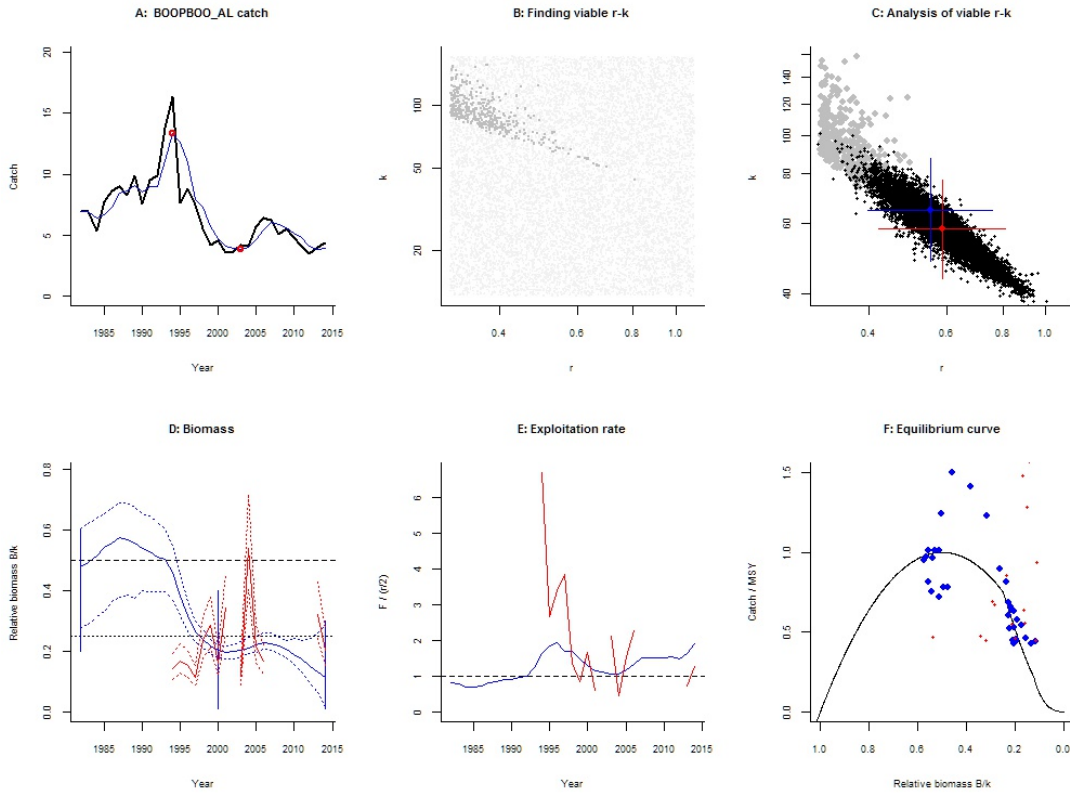 A: BOOPBOO_AL catch
Catch
20
15
10
5
0
1985 1990 1995 2000 2005 2010 2015
Year
B: Finding viable r-k
k
100
50
20
0.4 0.6 0.8 1.0
r
C: Analysis of viable r-k
k
140
120
100
80
60
40
0.4 0.6 0.8 1.0
r
D: Biomass
Relative biomass B/k
0.8
0.6
0.4
0.2
0.0
1985 1990 1995 2000 2005 2010 2015
Year
E: Exploitation rate
F / (r/2)
6
5
4
3
2
1
0
1985 1990 1995 2000 2005 2010 2015
Year
F: Equilibrium curve
Catch / MSY
1.5
1.0
0.5
0.0
1.0 0.8 0.6 0.4 0.2 0.0
Relative biomass B/k